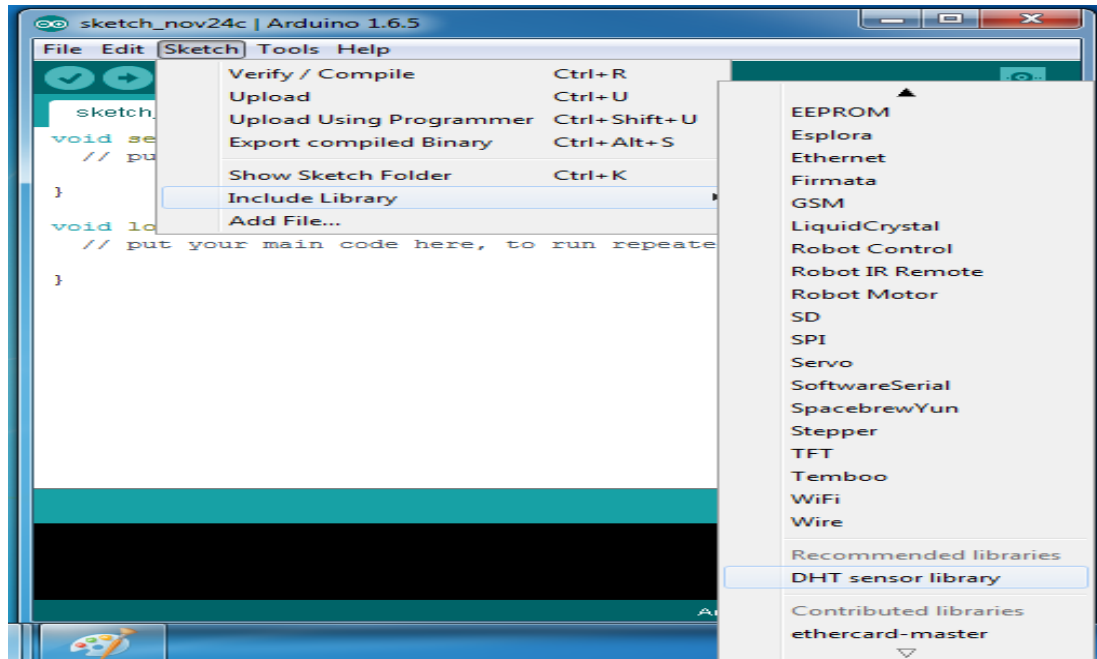 sketch_nov24c | Arduino 1.6.5
File Edit Sketch Tools Help
Verify / Compile Ctrl+R
Upload Ctrl+U
Upload Using Programmer Ctrl+Shift+U
Export compiled Binary Ctrl+Alt+S
Show Sketch Folder Ctrl+K
Include Library
Add File...
sketch_
void se
// pu
}
void lo
// put your main code here, to run repeate
}
EEPROM
Esplora
Ethernet
Firmata
GSM
LiquidCrystal
Robot Control
Robot IR Remote
Robot Motor
SD
SPI
Servo
SoftwareSerial
SpacebrewYun
Stepper
TFT
Temboo
WiFi
Wire
Recommended libraries
DHT sensor library
Contributed libraries
ethercard-master